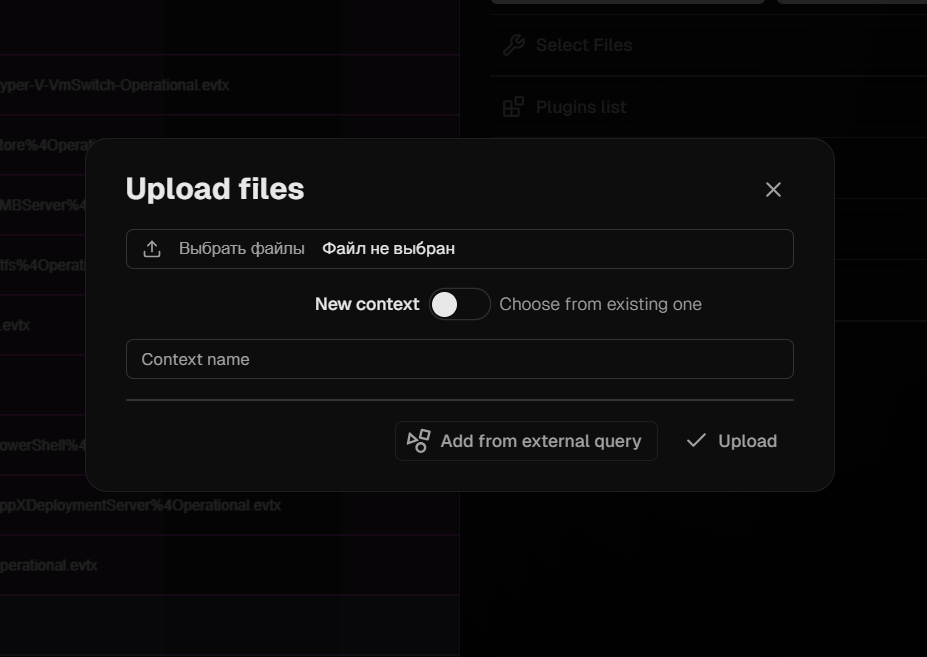 Select Files
yper-V-VmSwitch-Operational.evtx
Plugins list
tore%4Operat
Upload files
MBServer%4
Выбрать файлы Файл не выбран
tfs%4Operati
New context Choose from existing one
.evtx
Context name
owerShell%4
Add from external query Upload
ppXDeploymentServer%4Operational.evtx
perational.evtx